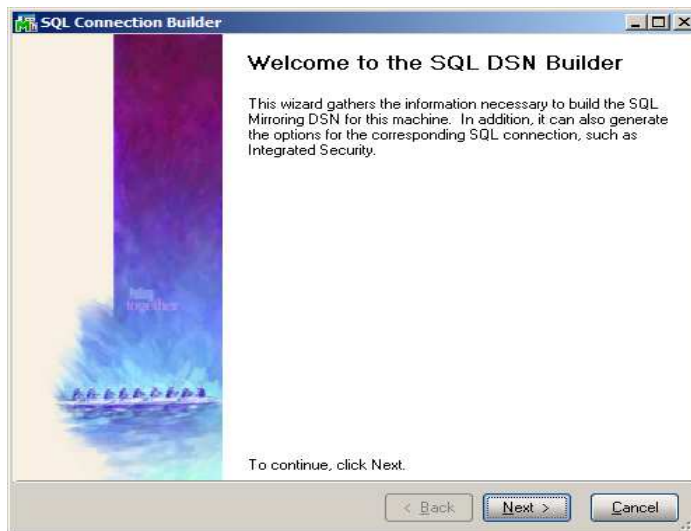 SQL Connection Builder
Welcome to the SQL DSN Builder
This wizard gathers the information necessary to build the SQL
Mirroring DSN for this machine. In addition, it can also generate
the options for the corresponding SQL connection, such as
Integrated Security.
together
To continue, click Next.
< Back
Next >
Cancel